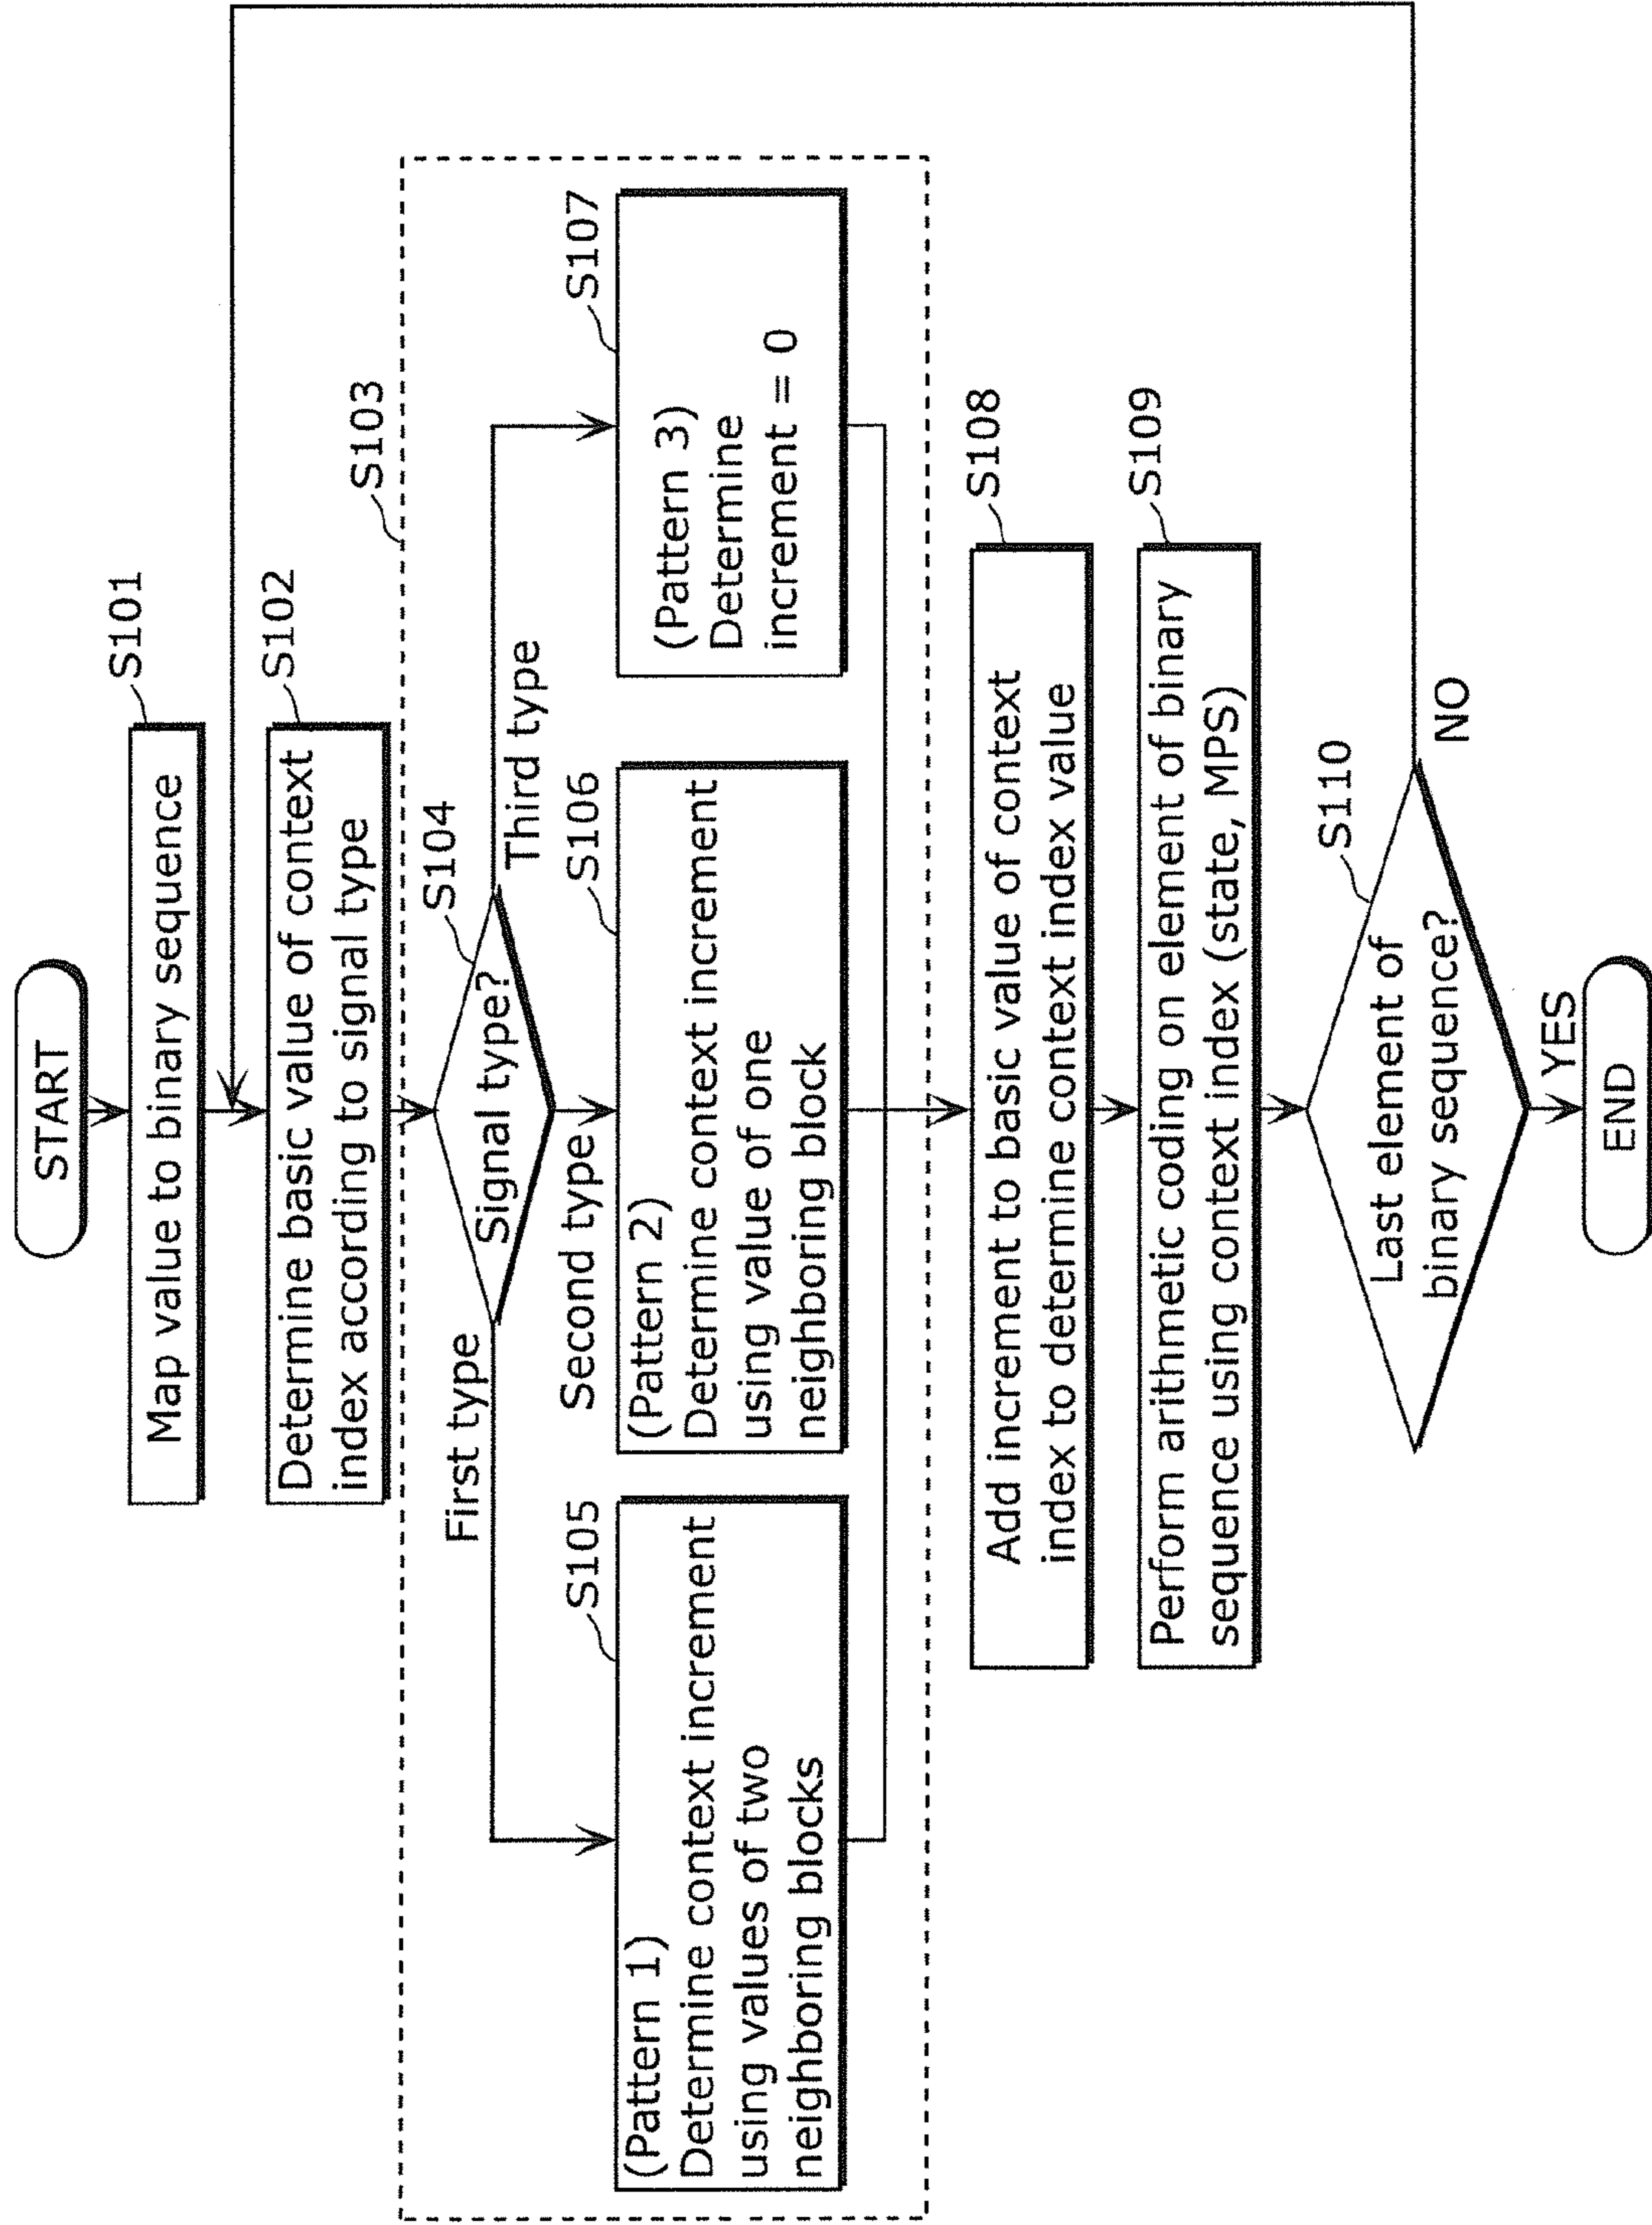 START
S101
Map value to binary sequence
S102
Determine basic value of context
index according to signal type
S103
S104
Signal type?
First type
Second type
Third type
S105
(Pattern 1)
Determine context increment
using values of two
neighboring blocks
S106
(Pattern 2)
Determine context increment
using value of one
neighboring block
S107
(Pattern 3)
Determine
increment = 0
S108
Add increment to basic value of context
index to determine context index value
S109
Perform arithmetic coding on element of binary
sequence using context index (state, MPS)
S110
Last element of
binary sequence?
NO
YES
END